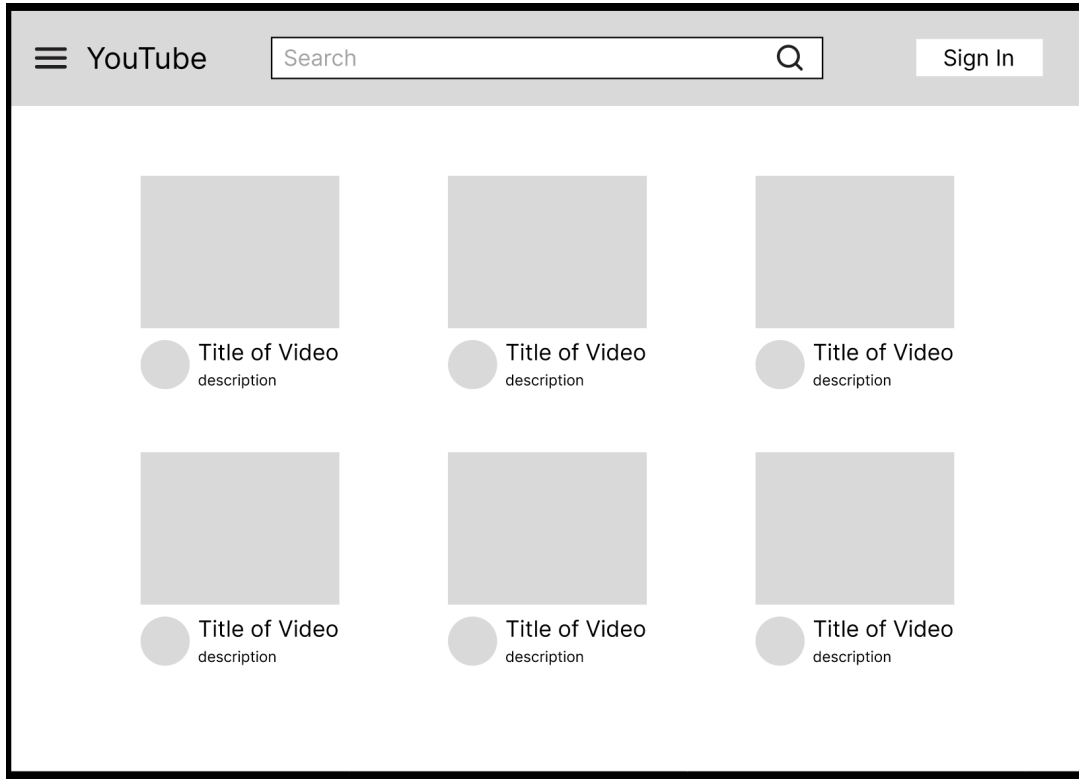 YouTube
Search
Sign In
Title of Video
description
Title of Video
description
Title of Video
description
Title of Video
description
Title of Video
description
Title of Video
description